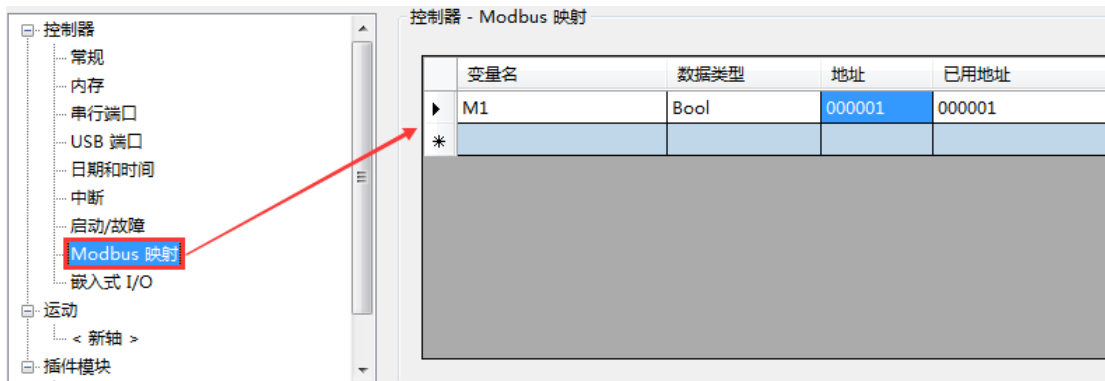 控制器
常规
内存
串行端口
USB 端口
日期和时间
中断
启动/故障
Modbus 映射
嵌入式 I/O
运动
< 新轴 >
插件模块
控制器 - Modbus 映射
变量名 数据类型 地址 已用地址
M1 Bool 000001 000001